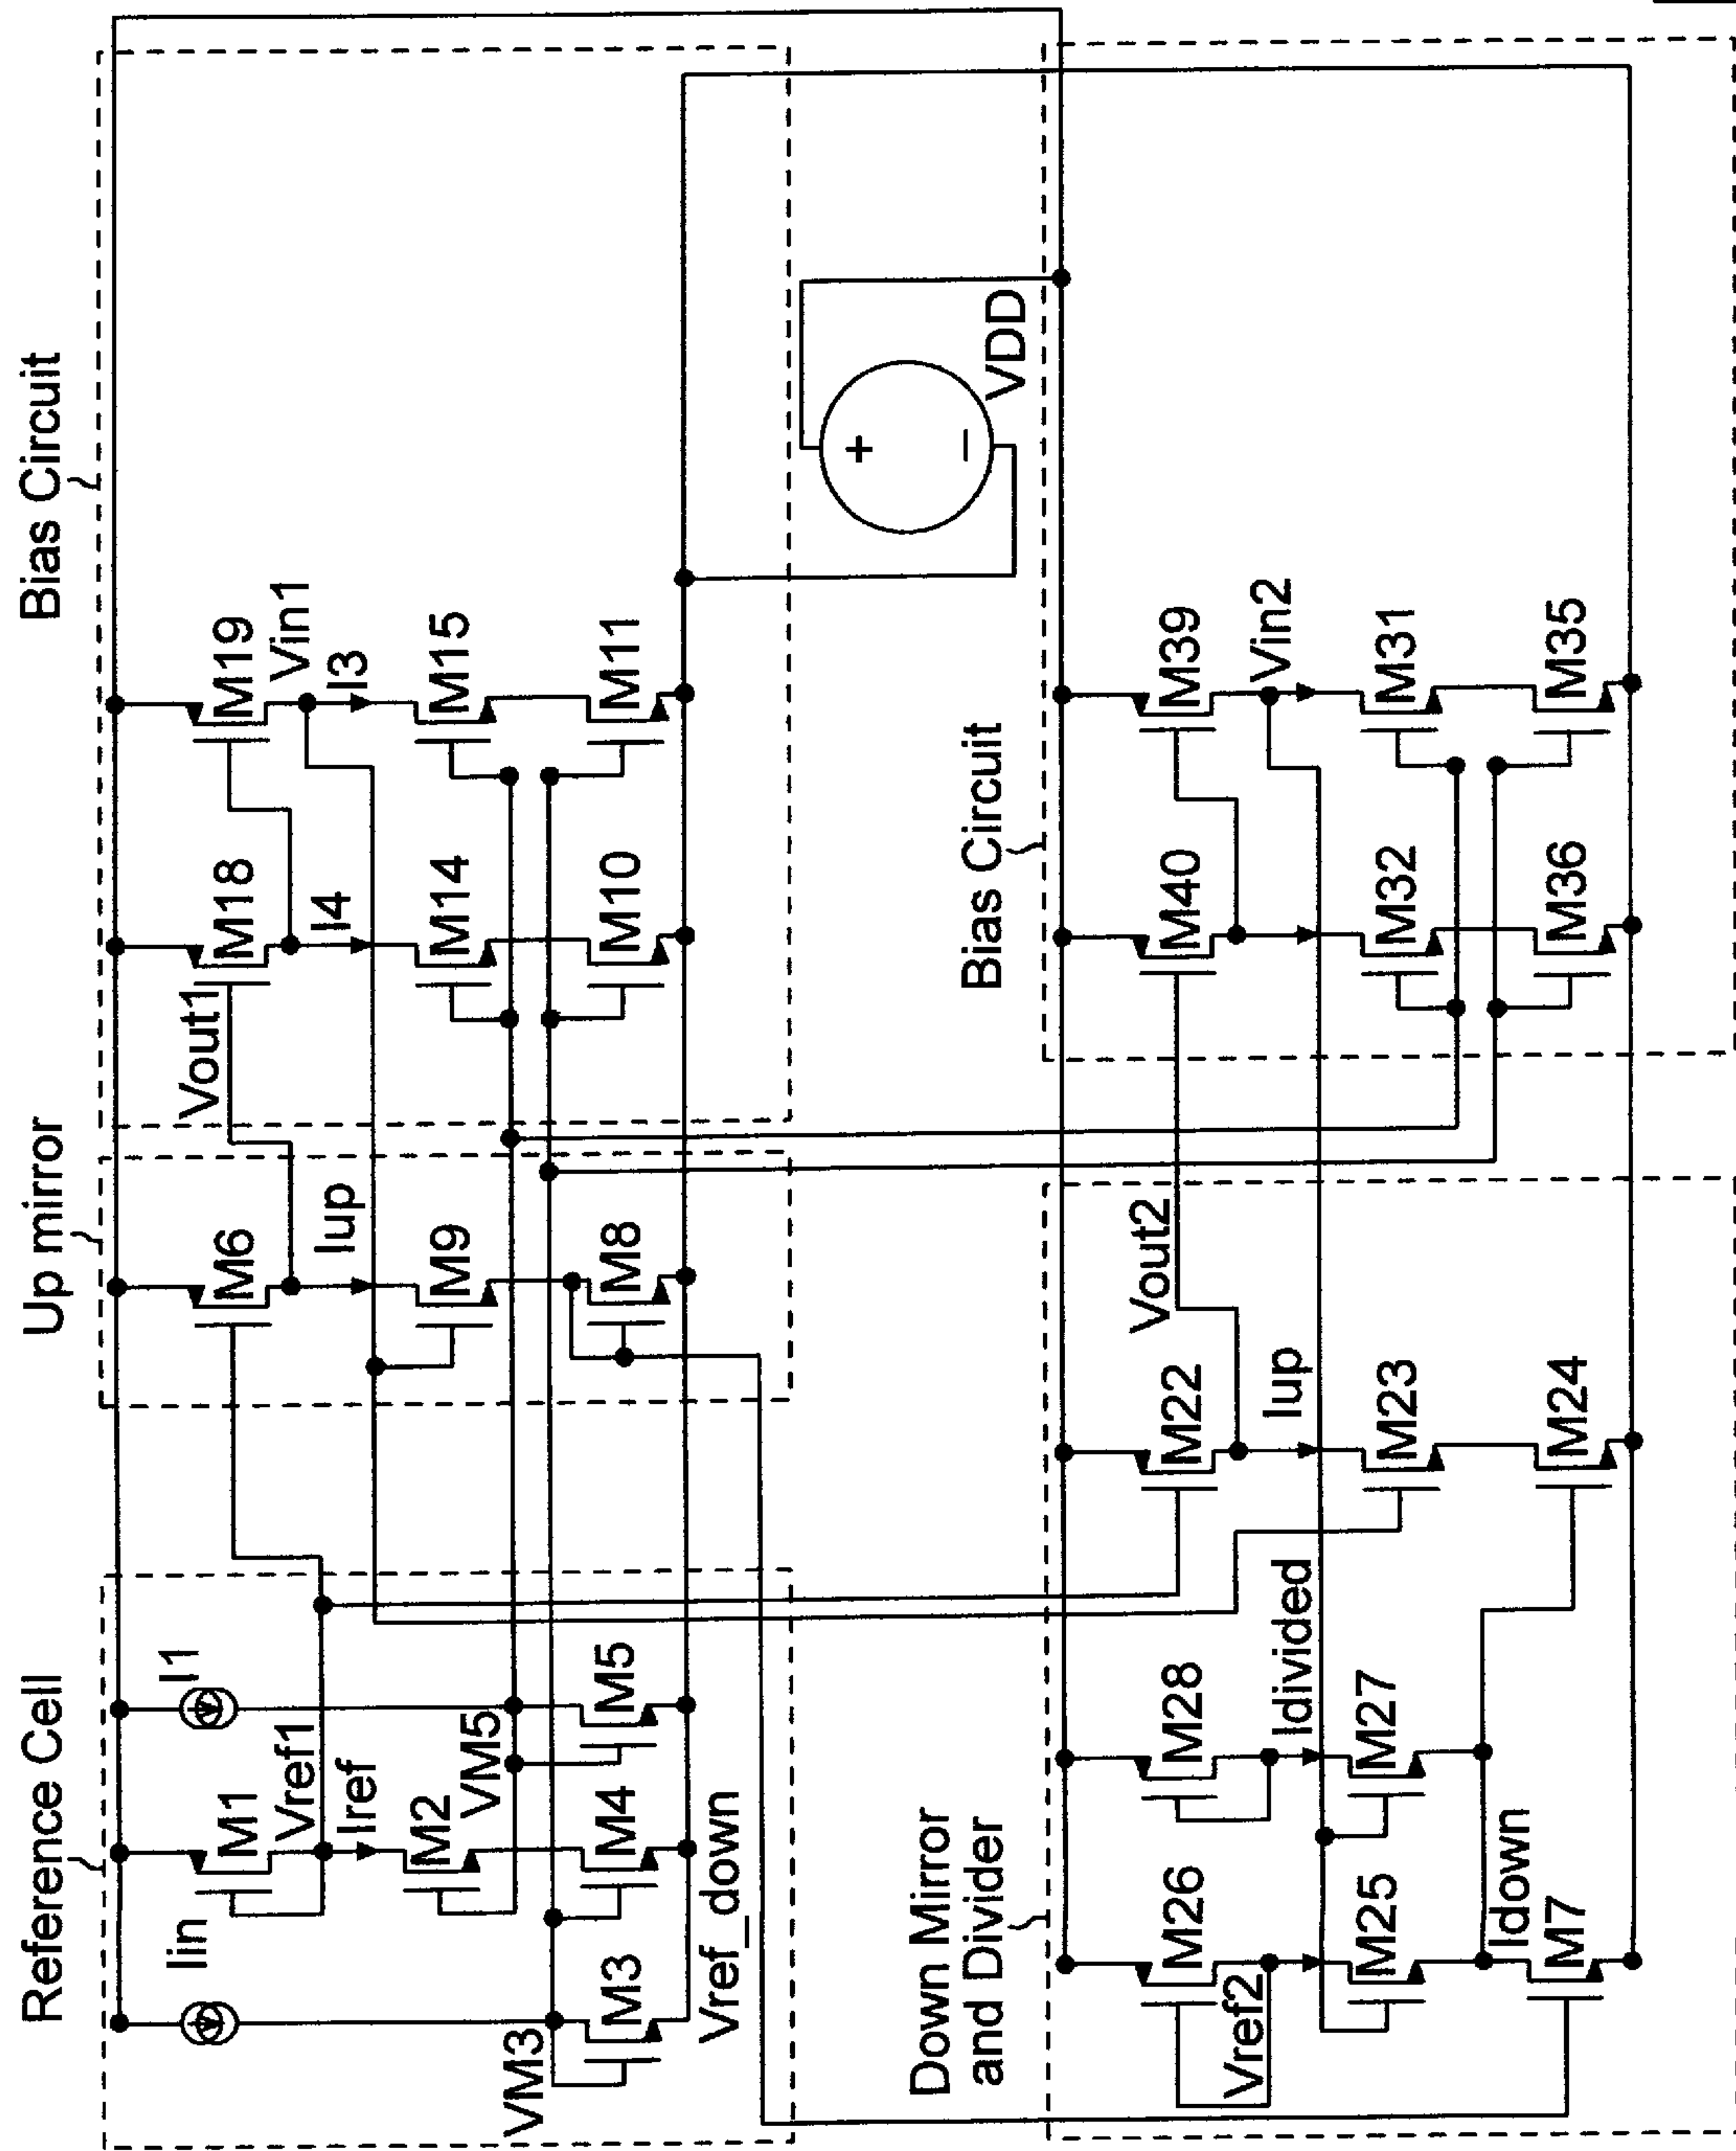 Reference Cell
Up mirror
Bias Circuit
Iin
I1
M1
Vref1
Iref
M2
VM5
VM3
M3
M4
M5
Vref_down
M6
Iup
M9
M8
Vout1
M18
I4
M14
M10
M19
Vin1
I3
M15
M11
+
−
VDD
Down Mirror
and Divider
Bias Circuit
M26
Vref2
M25
Idown
M7
M28
Idivided
M27
M22
Vout2
Iup
M23
M24
M40
M32
M36
M39
Vin2
M31
M35